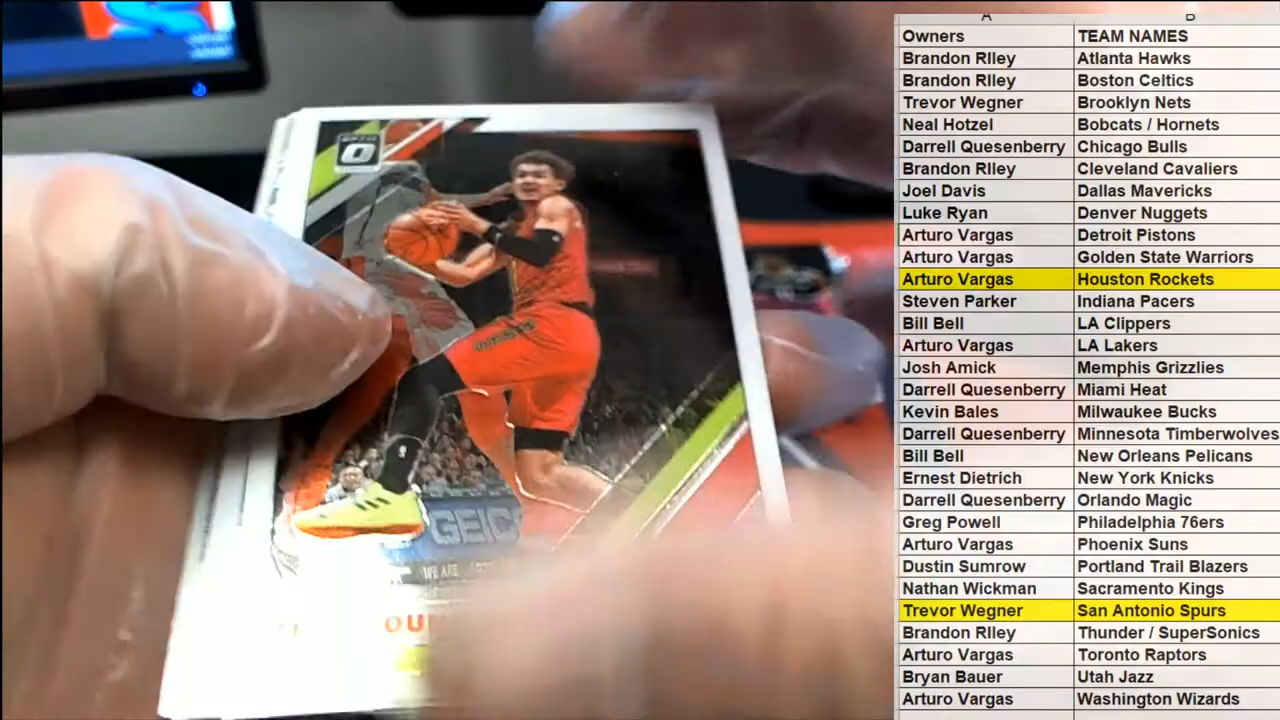 A B
Owners TEAM NAMES
Brandon RIley Atlanta Hawks
Brandon RIley Boston Celtics
Trevor Wegner Brooklyn Nets
Neal Hotzel Bobcats / Hornets
Darrell Quesenberry Chicago Bulls
Brandon RIley Cleveland Cavaliers
Joel Davis Dallas Mavericks
Luke Ryan Denver Nuggets
Arturo Vargas Detroit Pistons
Arturo Vargas Golden State Warriors
Arturo Vargas Houston Rockets
Steven Parker Indiana Pacers
Bill Bell LA Clippers
Arturo Vargas LA Lakers
Josh Amick Memphis Grizzlies
Darrell Quesenberry Miami Heat
Kevin Bales Milwaukee Bucks
Darrell Quesenberry Minnesota Timberwolves
Bill Bell New Orleans Pelicans
Ernest Dietrich New York Knicks
Darrell Quesenberry Orlando Magic
Greg Powell Philadelphia 76ers
Arturo Vargas Phoenix Suns
Dustin Sumrow Portland Trail Blazers
Nathan Wickman Sacramento Kings
Trevor Wegner San Antonio Spurs
Brandon RIley Thunder / SuperSonics
Arturo Vargas Toronto Raptors
Bryan Bauer Utah Jazz
Arturo Vargas Washington Wizards
GEIC
WE ARE
OU